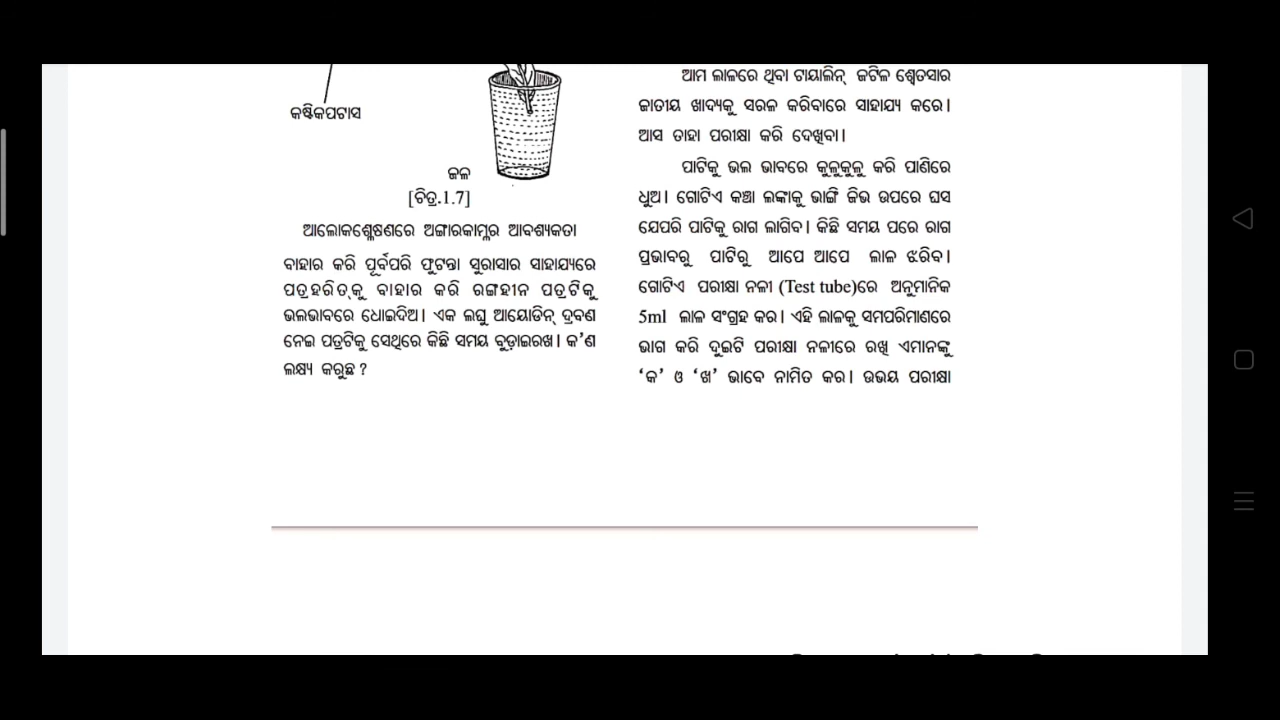 କଷ୍ଟିକପଟାସ
ଜଳ
[ଚିତ୍ର.1.7]
ଆଲୋକଶ୍ଳେଷଣରେ ଅଙ୍ଗାରକାମ୍ଳର ଆବଶ୍ୟକତା
ବାହାର କରି ପୂର୍ବପରି ଫୁଟନ୍ତା ସୁରାସାର ସାହାଯ୍ୟରେ
ପତ୍ରହରିତ୍‌କୁ ବାହାର କରି ରଙ୍ଗହୀନ ପତ୍ରଟିକୁ
ଭଲଭାବରେ ଧୋଇଦିଅ। ଏକ ଲଘୁ ଆୟୋଡିନ୍ ଦ୍ରବଣ
ନେଇ ପତ୍ରଟିକୁ ସେଥିରେ କିଛି ସମୟ ବୁଡ଼ାଇରଖ। କ’ଣ
ଲକ୍ଷ୍ୟ କରୁଛ ?
ଆମ ଲାଳରେ ଥିବା ଟାୟାଲିନ୍ ଜଟିଳ ଶ୍ୱେତସାର
ଜାତୀୟ ଖାଦ୍ୟକୁ ସରଳ କରିବାରେ ସାହାଯ୍ୟ କରେ।
ଆସ ତାହା ପରୀକ୍ଷା କରି ଦେଖିବା।
ପାଟିକୁ ଭଲ ଭାବରେ କୁଳୁକୁଳୁ କରି ପାଣିରେ
ଧୁଅ। ଗୋଟିଏ କଞ୍ଚା ଲଙ୍କାକୁ ଭାଙ୍ଗି ଜିଭ ଉପରେ ଘସ
ଯେପରି ପାଟିକୁ ରାଗ ଲାଗିବ। କିଛି ସମୟ ପରେ ରାଗ
ପ୍ରଭାବରୁ ପାଟିରୁ ଆପେ ଆପେ ଲାଳ ଝରିବ।
ଗୋଟିଏ ପରୀକ୍ଷା ନଳୀ (Test tube)ରେ ଅନୁମାନିକ
5ml ଲାଳ ସଂଗ୍ରହ କର। ଏହି ଲାଳକୁ ସମପରିମାଣରେ
ଭାଗ କରି ଦୁଇଟି ପରୀକ୍ଷା ନଳୀରେ ରଖି ଏମାନଙ୍କୁ
‘କ’ ଓ ‘ଖ’ ଭାବେ ନାମିତ କର। ଉଭୟ ପରୀକ୍ଷା